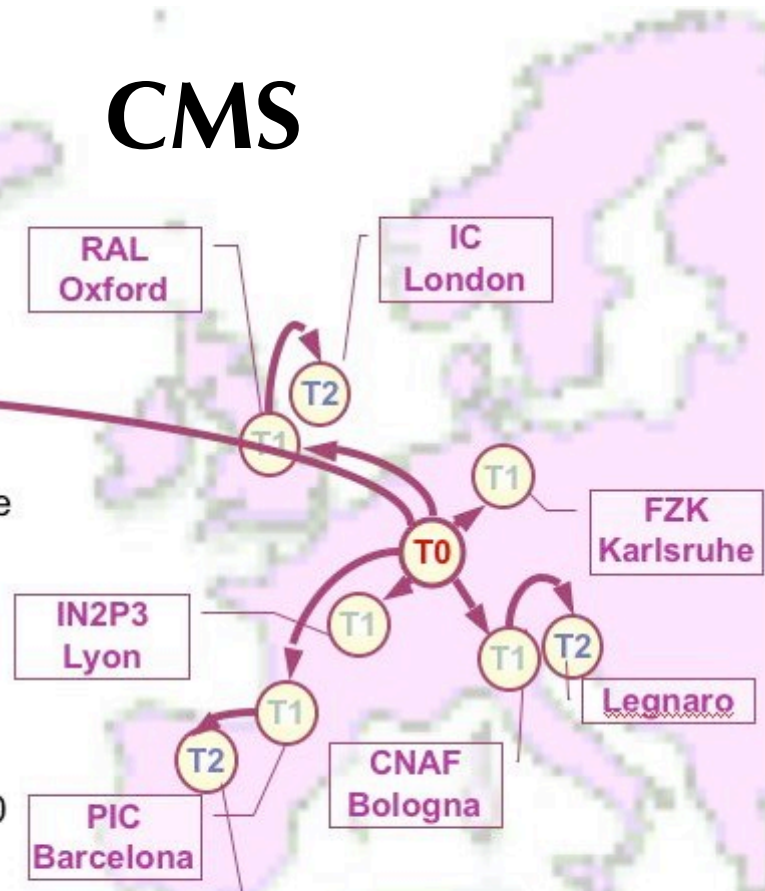 CMS
RAL
Oxford
IC
London
T2
T1
T1
e
FZK
Karlsruhe
T0
IN2P3
Lyon
T1
T1
T2
Legnaro
T1
T2
CNAF
Bologna
PIC
Barcelona